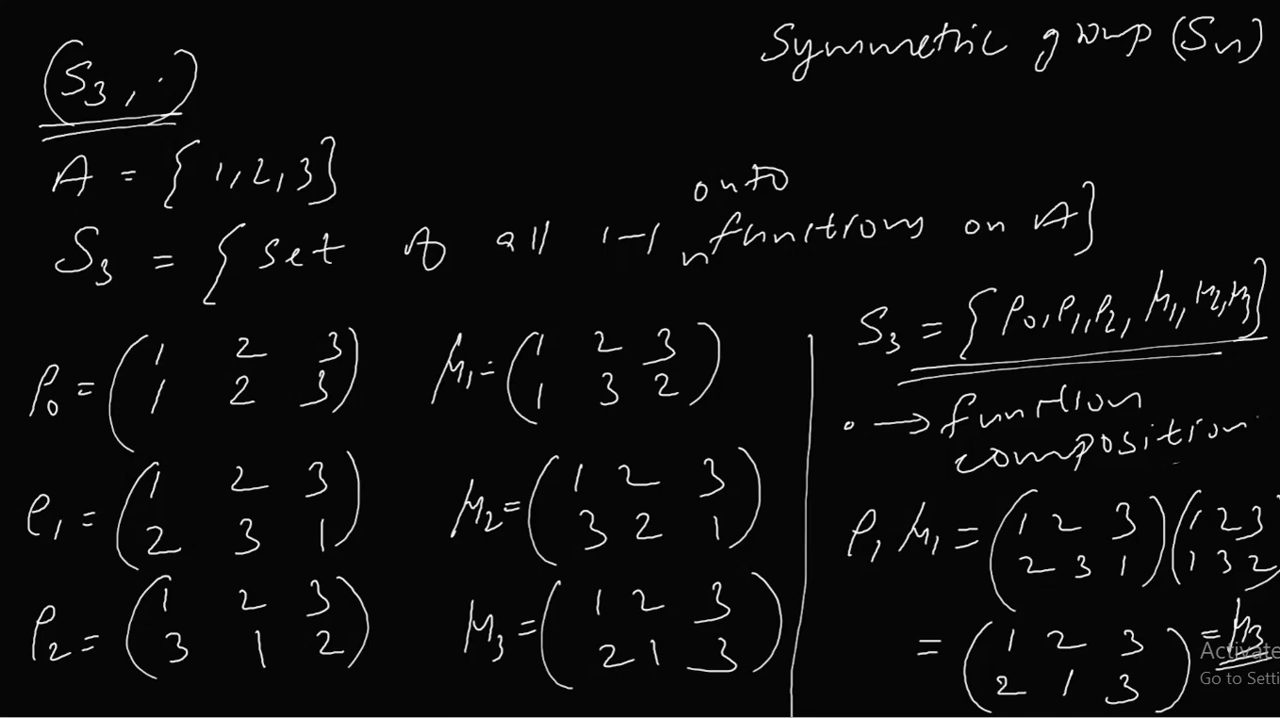 Symmetric group (Sn)
(S3, ·)
A = {1,2,3}
S3 = {set of all 1-1 onto functions on A}
ρ0 = (1 2 3
1 2 3)
μ1 = (1 2 3
1 3 2)
ρ1 = (1 2 3
2 3 1)
μ2 = (1 2 3
3 2 1)
ρ2 = (1 2 3
3 1 2)
μ3 = (1 2 3
2 1 3)
S3 = {ρ0, ρ1, ρ2, μ1, μ2, μ3}
· → function
composition
ρ1 μ1 = (1 2 3
2 3 1) (1 2 3
1 3 2
= (1 2 3
2 1 3) = μ3
Activate
Go to Setti